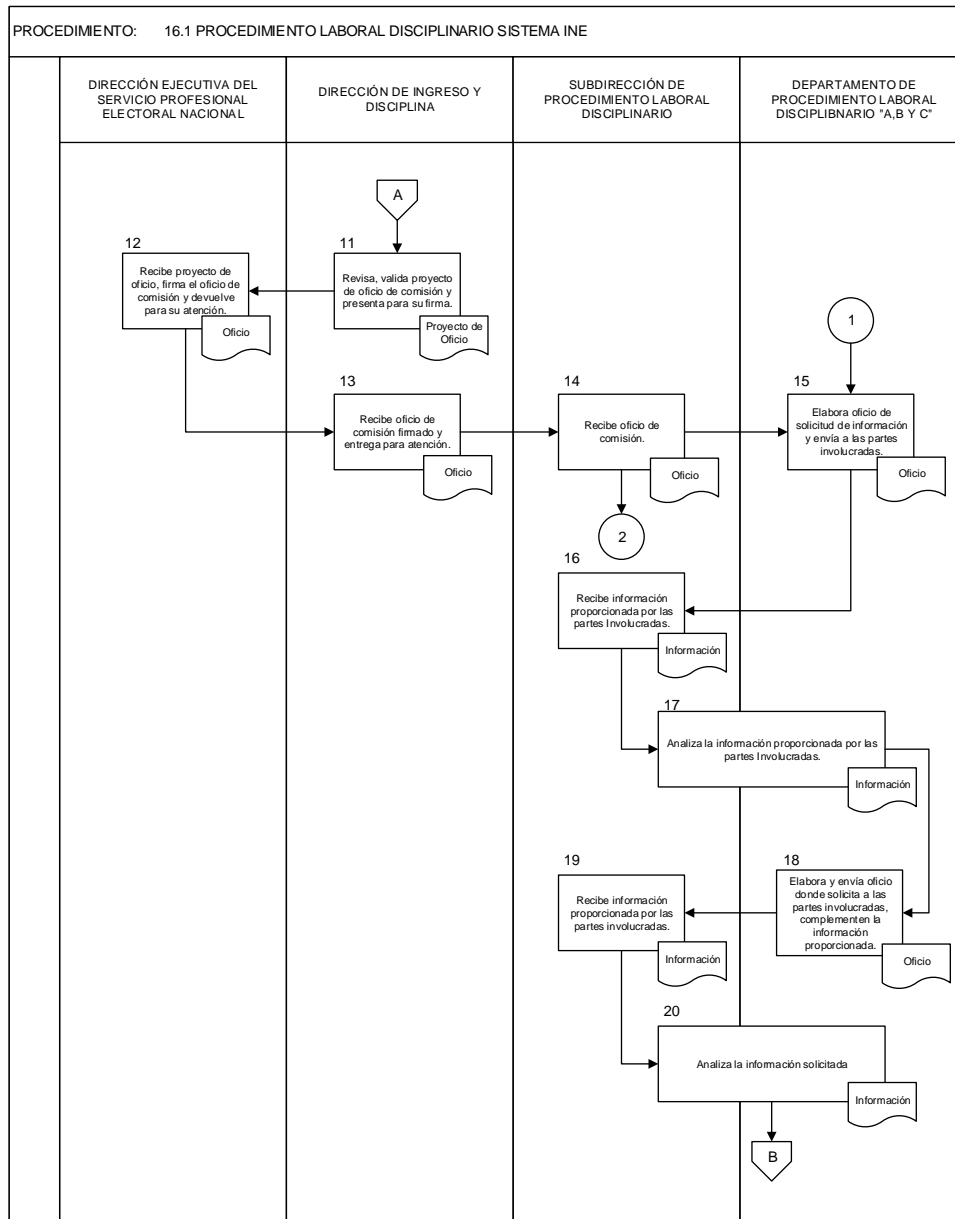 PROCEDIMIENTO: 16.1 PROCEDIMIENTO LABORAL DISCIPLINARIO SISTEMA INE
DIRECCIÓN EJECUTIVA DEL
SERVICIO PROFESIONAL
ELECTORAL NACIONAL
DIRECCIÓN DE INGRESO Y
DISCIPLINA
SUBDIRECCIÓN DE
PROCEDIMIENTO LABORAL
DISCIPLINARIO
DEPARTAMENTO DE
PROCEDIMIENTO LABORAL
DISCIPLIBNARIO "A,B Y C"
A
12
Recibe proyecto de
oficio, firma el oficio de
comisión y devuelve
para su atención.
Oficio
11
Revisa, valida proyecto
de oficio de comisión y
presenta para su firma.
Proyecto de
Oficio
1
13
Recibe oficio de
comisión firmado y
entrega para atención.
Oficio
14
Recibe oficio de
comisión.
Oficio
2
15
Elabora oficio de
solicitud de información
y envía a las partes
involucradas.
Oficio
16
Recibe información
proporcionada por las
partes Involucradas.
Información
17
Analiza la información proporcionada por las
partes Involucradas.
Información
19
Recibe información
proporcionada por las
partes involucradas.
Información
18
Elabora y envía oficio
donde solicita a las
partes involucradas,
complementen la
información
proporcionada.
Oficio
20
Analiza la información solicitada
Información
B